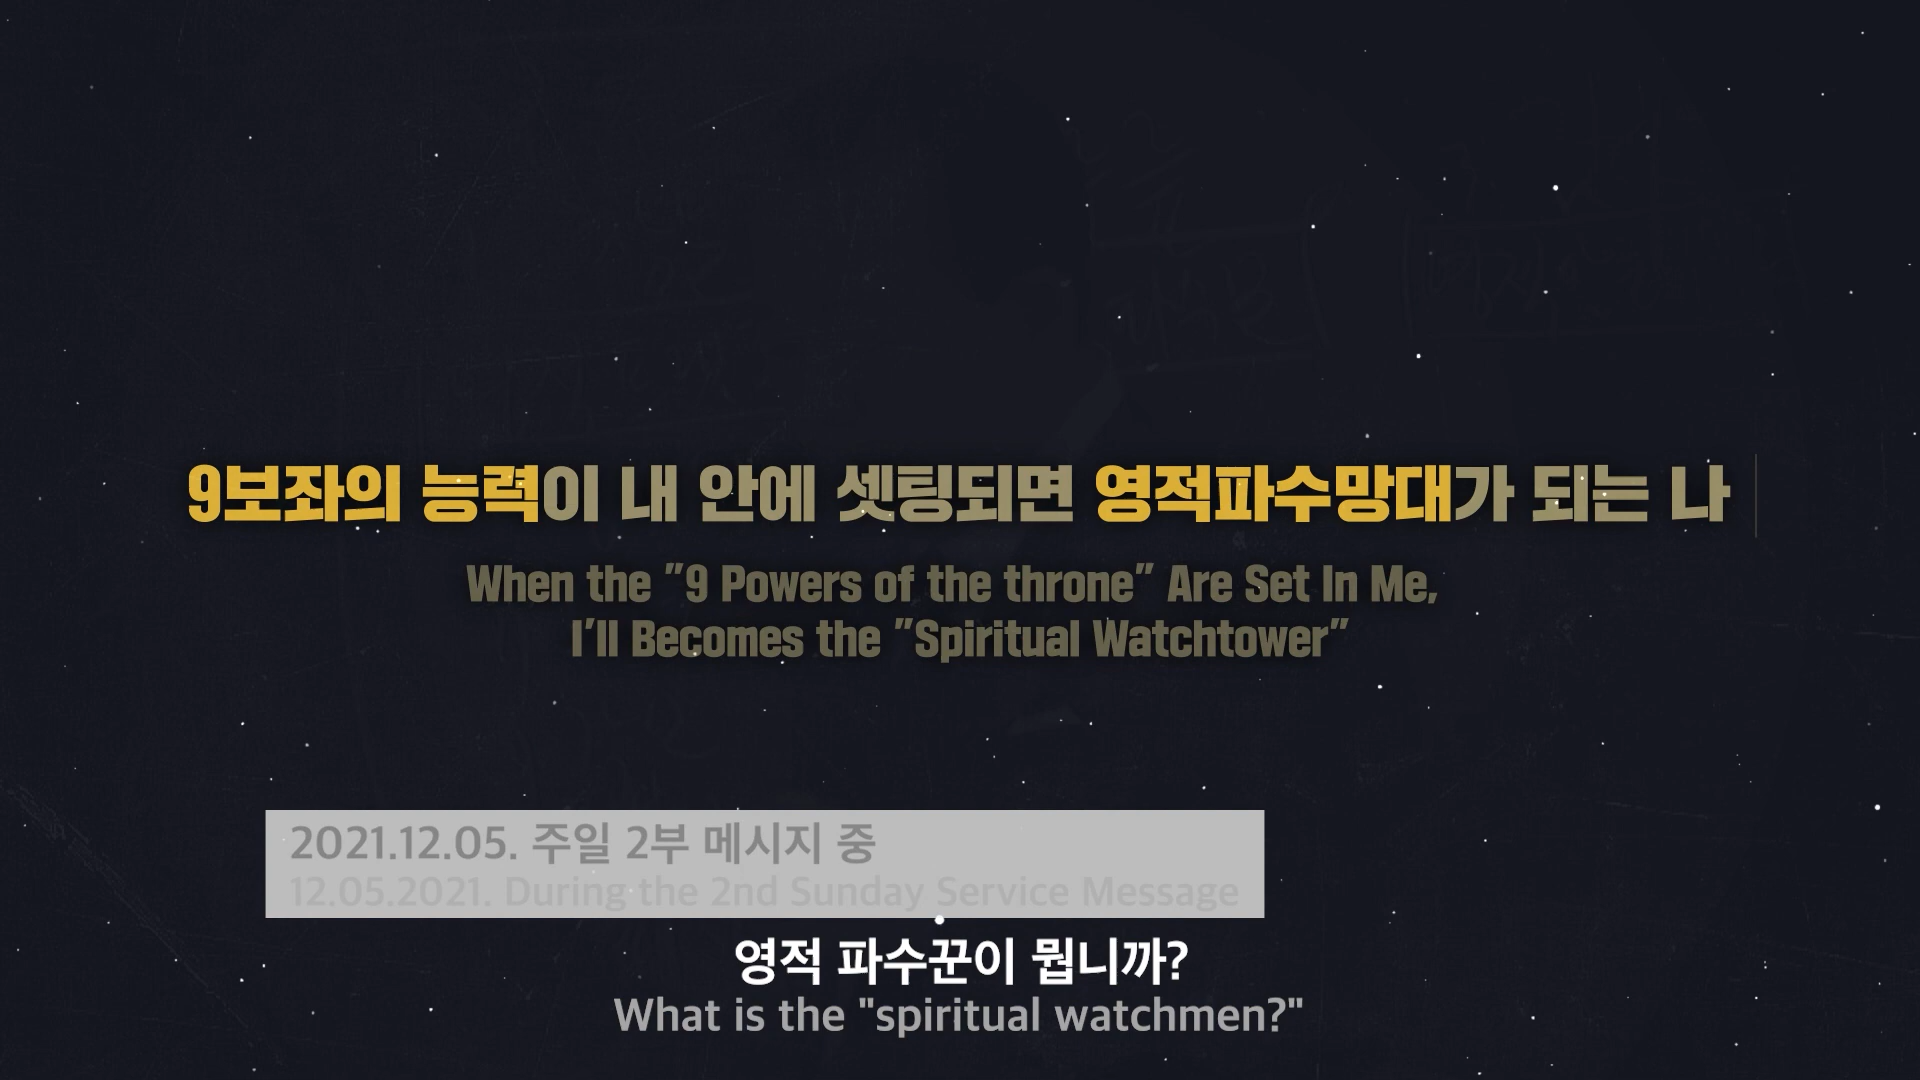 9보좌의 능력이 내 안에 셋팅되면 영적파수망대가 되는 나
When the "9 Powers of the throne" Are Set In Me,
I'll Becomes the "Spiritual Watchtower"
2021.12.05. 주일 2부 메시지 중
12.05.2021. During the 2nd Sunday Service Message
영적 파수꾼이 뭡니까?
What is the "spiritual watchmen?"